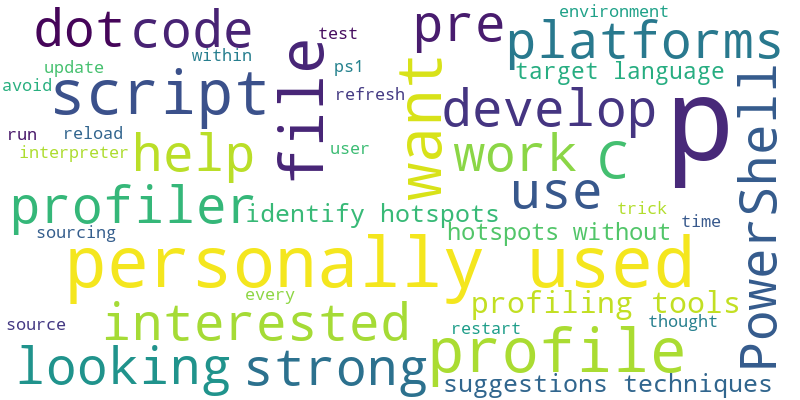 environment
dot code test pre platforms
within
update ps1 target language
avoid script file refresh want develop p
run reload
interpreter help user work C PowerShell
profiler identify hotspots use trick
sourcing hotspots without time
personally used
every profiling tools
source interested restart thought
looking strong profile
suggestions techniques